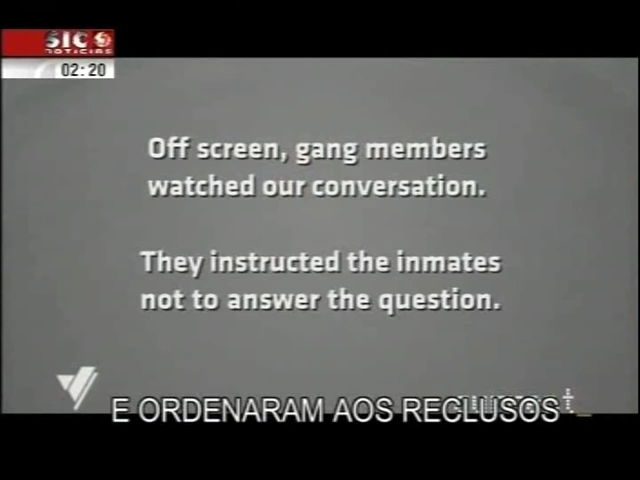 SIC
NOTÍCIAS
02:20
Off screen, gang members
watched our conversation.
They instructed the inmates
not to answer the question.
E ORDENARAM AOS RECLUSOS